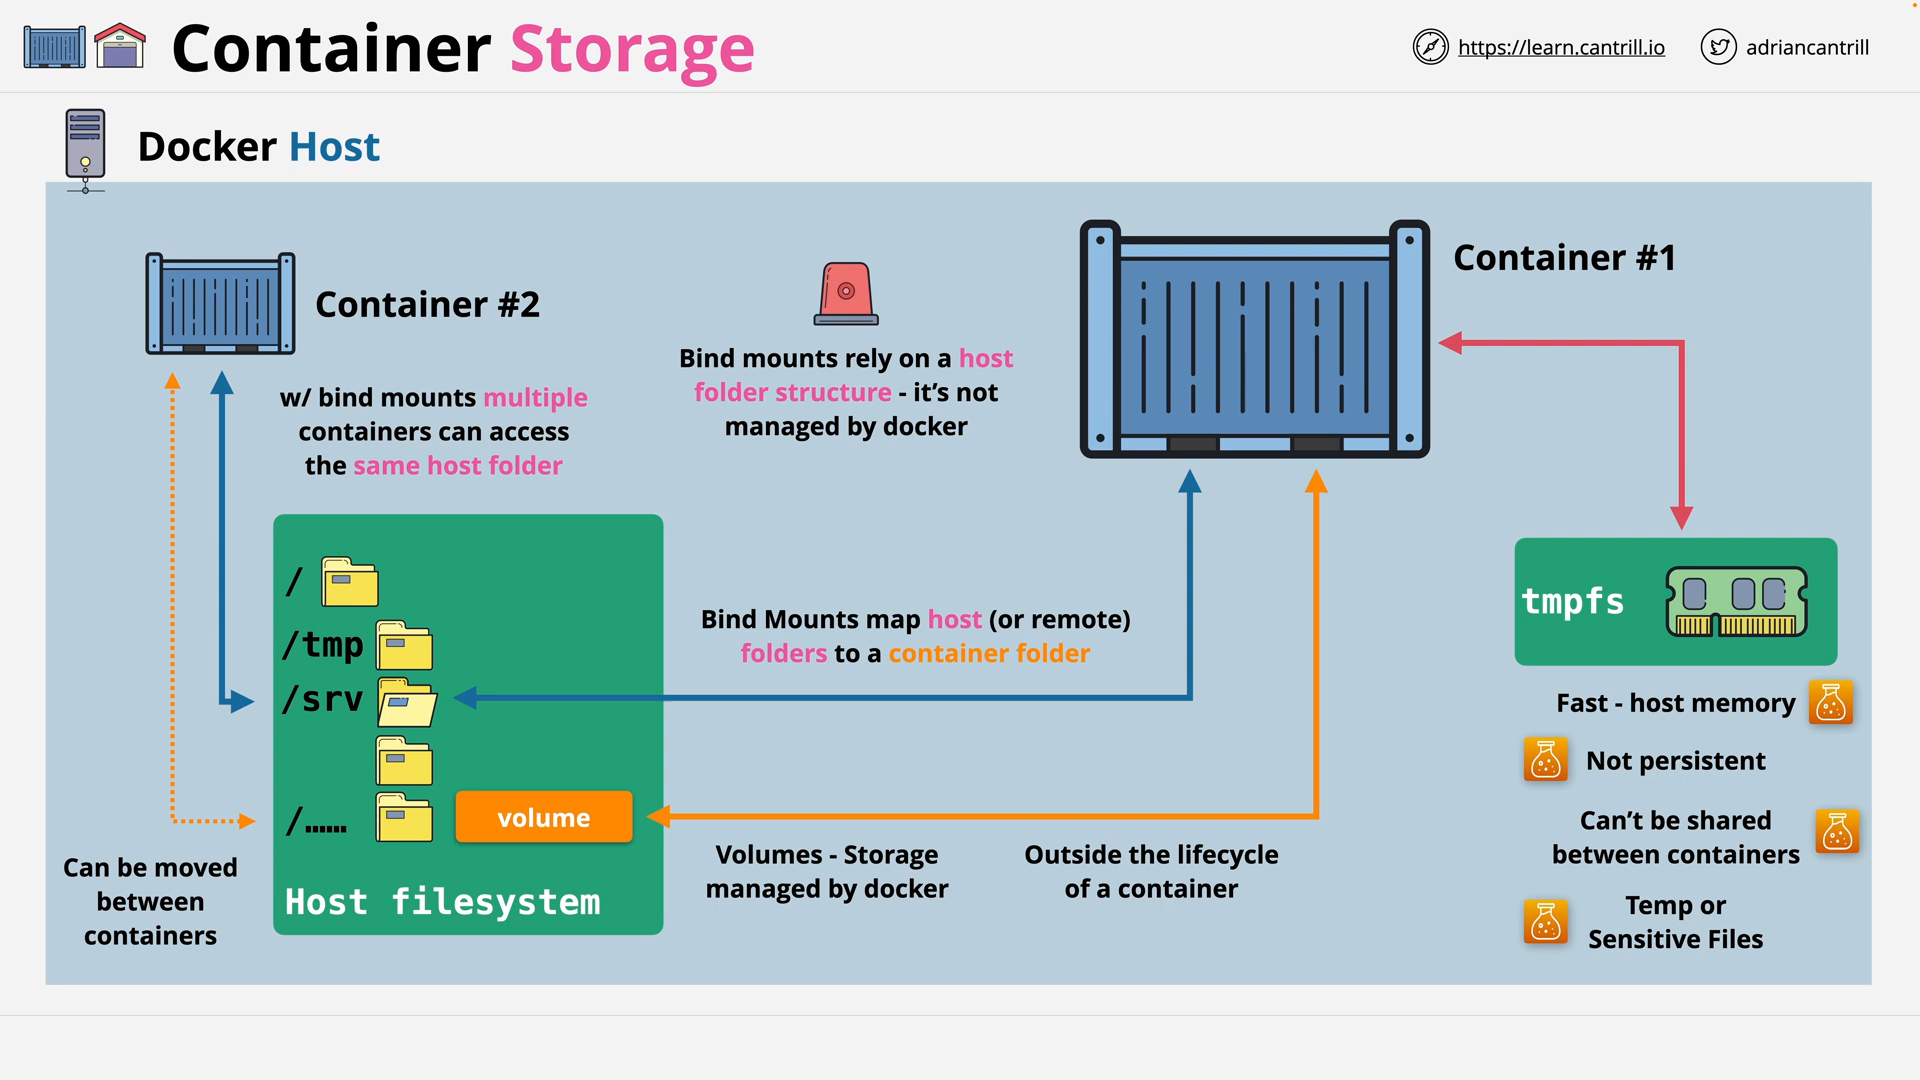 Container Storage
https://learn.cantrill.io
adriancantrill
Docker Host
Container #1
Container #2
Bind mounts rely on a host
folder structure - it’s not
managed by docker
w/ bind mounts multiple
containers can access
the same host folder
/
/tmp
/srv
/......
volume
Host filesystem
Bind Mounts map host (or remote)
folders to a container folder
tmpfs
Fast - host memory
Not persistent
Can’t be shared
between containers
Temp or
Sensitive Files
Volumes - Storage
managed by docker
Outside the lifecycle
of a container
Can be moved
between
containers